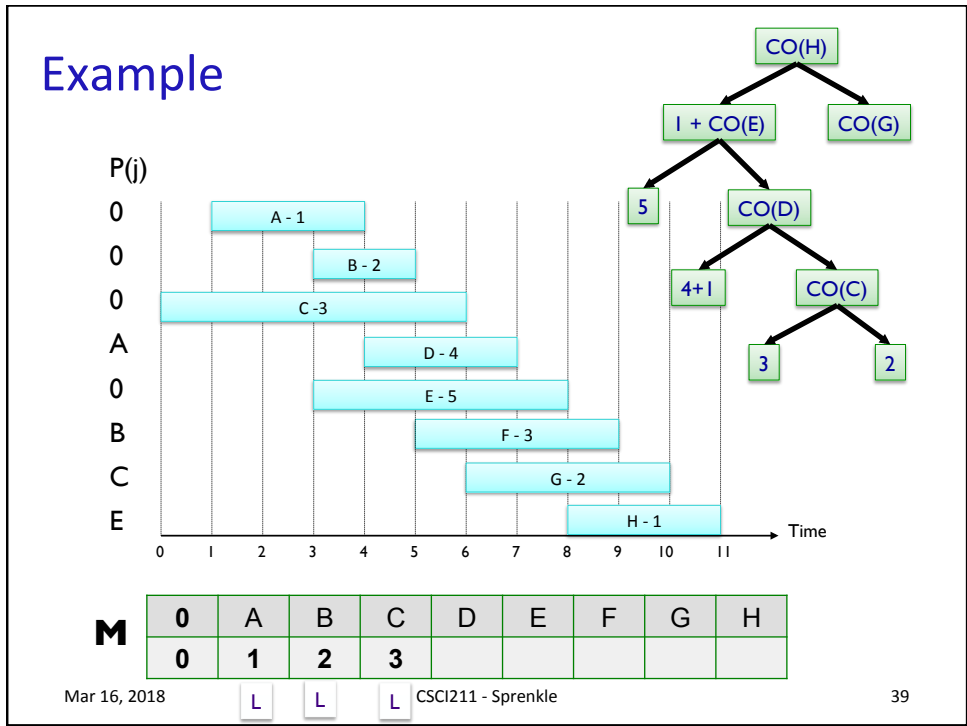 Example
CO(H)
1 + CO(E) CO(G)
5 CO(D)
4+1 CO(C)
3 2
P(j)
0 A - 1
0 B - 2
0 C -3
A D - 4
0 E - 5
B F - 3
C G - 2
E H - 1
Time
0 1 2 3 4 5 6 7 8 9 10 11
M
0 A B C D E F G H
0 1 2 3
L L L
Mar 16, 2018 CSCI211 - Sprenkle 39